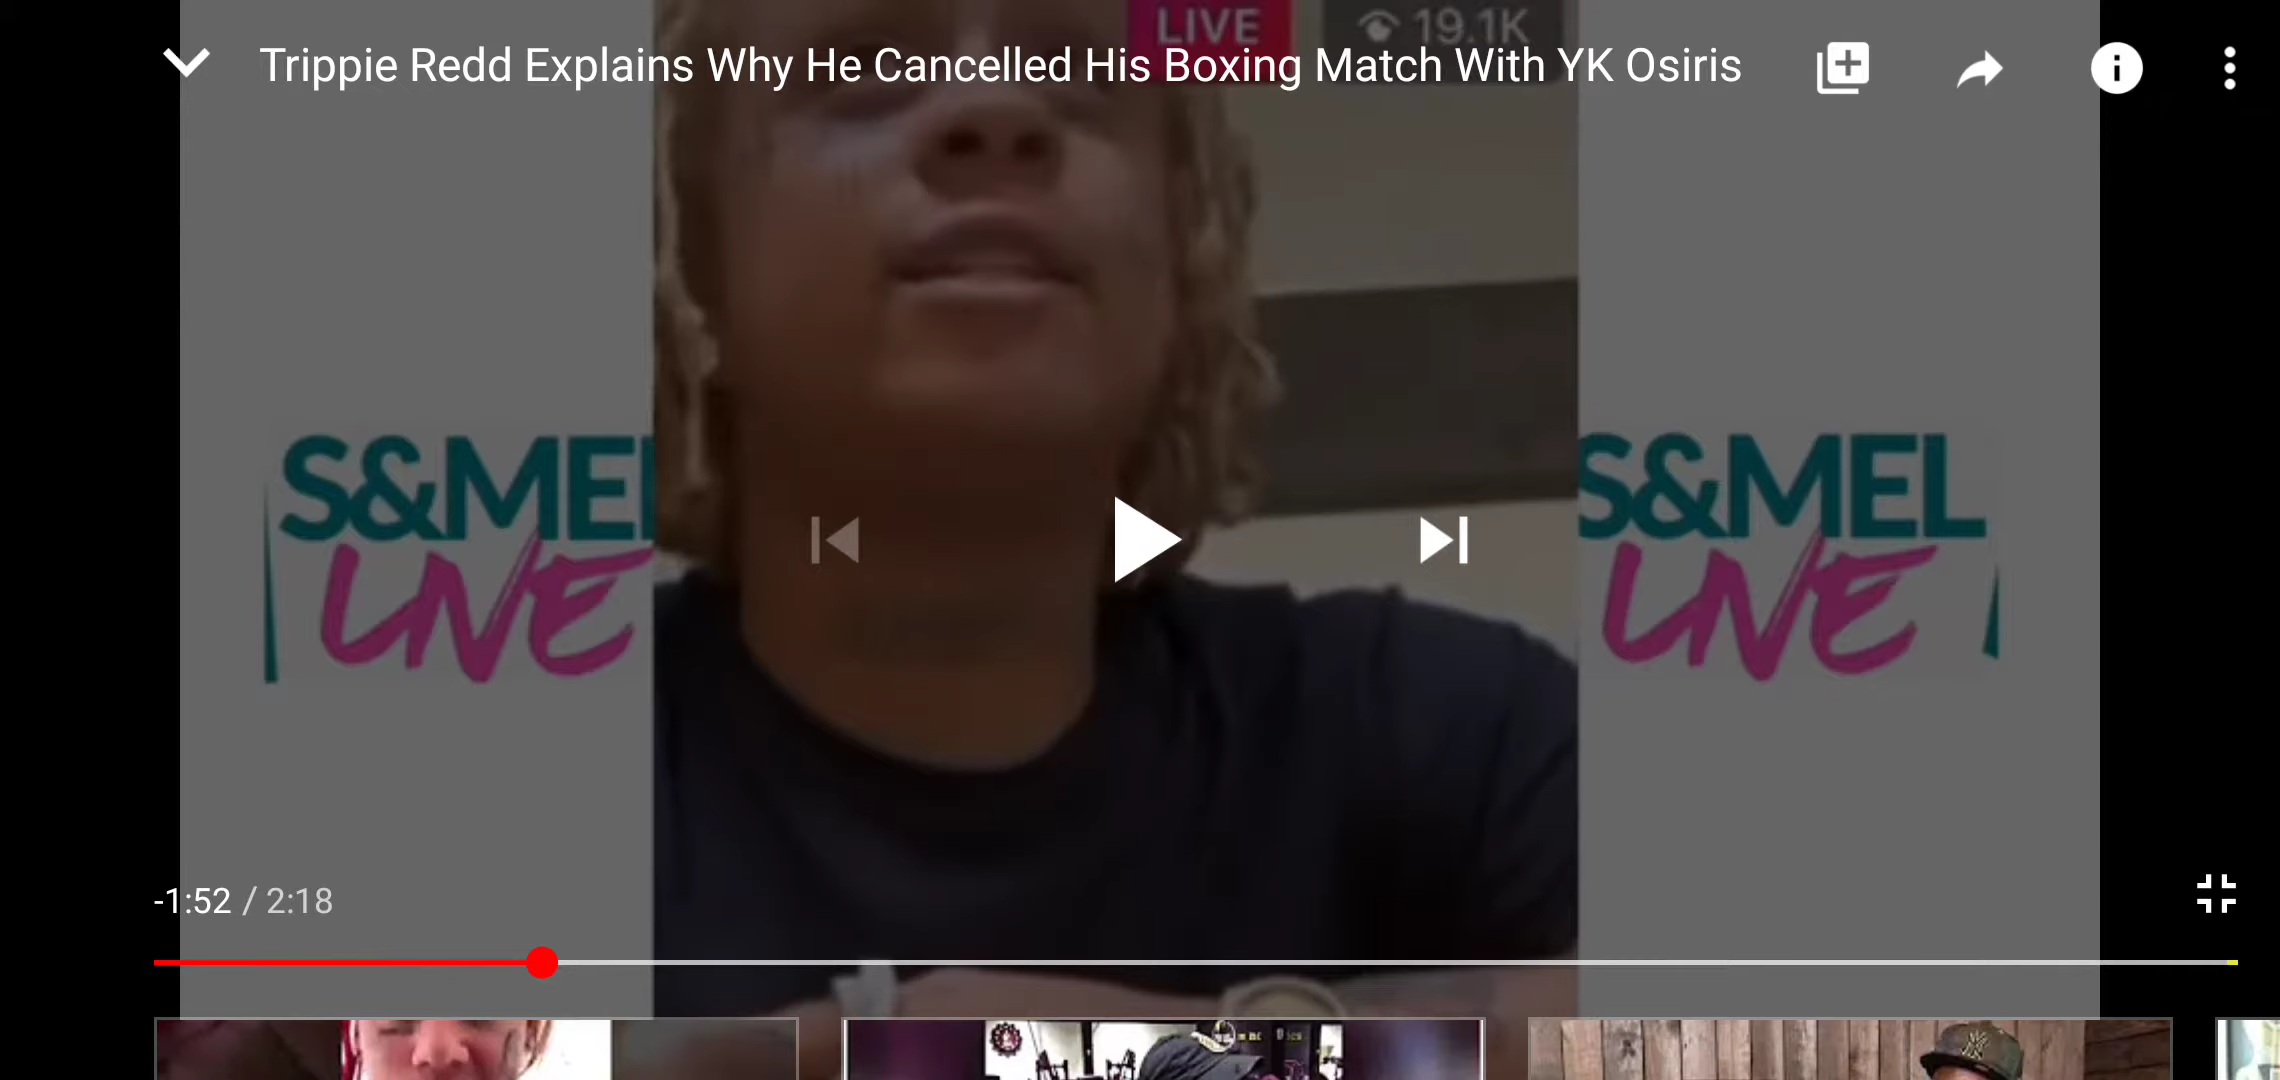 LIVE 19.1K
Trippie Redd Explains Why He Cancelled His Boxing Match With YK Osiris
S&ME
LIVE
S&MEL
LIVE
-1:52 / 2:18